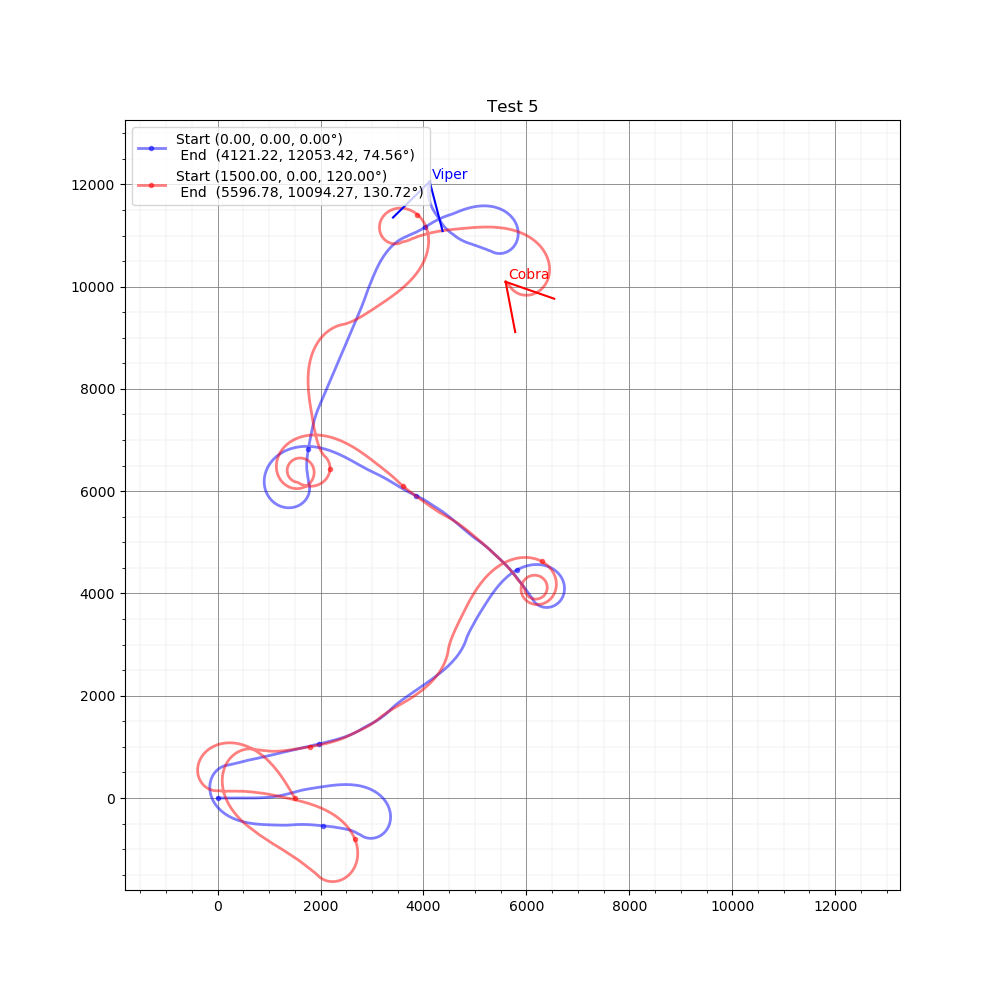 Test 5
Start (0.00, 0.00, 0.00°)
End (4121.22, 12053.42, 74.56°)
Start (1500.00, 0.00, 120.00°)
End (5596.78, 10094.27, 130.72°)
Viper
Cobra
12000
10000
8000
6000
4000
2000
0
0 2000 4000 6000 8000 10000 12000